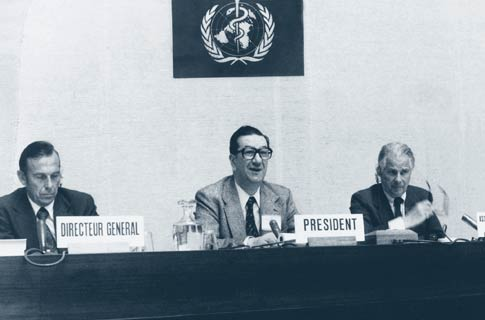 DIRECTEUR GENERAL
PRESIDENT